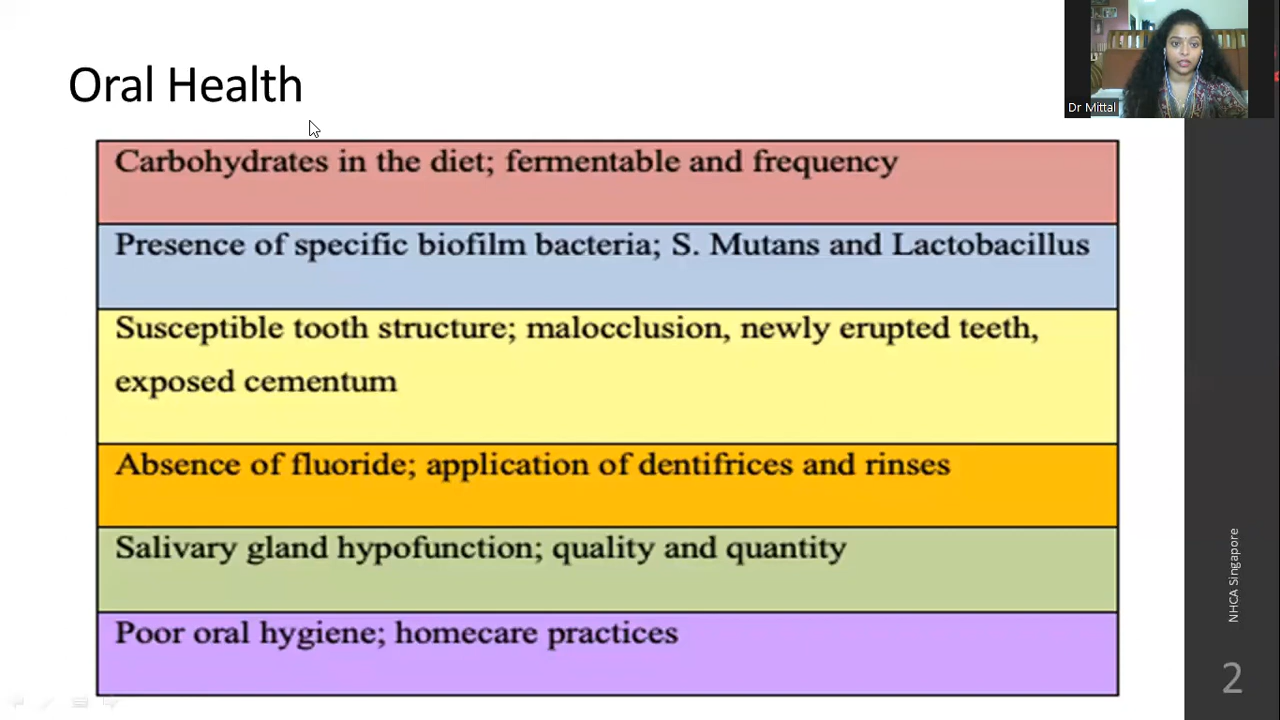 Oral Health
Dr Mittal
Carbohydrates in the diet; fermentable and frequency
Presence of specific biofilm bacteria; S. Mutans and Lactobacillus
Susceptible tooth structure; malocclusion, newly erupted teeth,
exposed cementum
Absence of fluoride; application of dentifrices and rinses
Salivary gland hypofunction; quality and quantity
Poor oral hygiene; homecare practices
NHCA Singapore
2